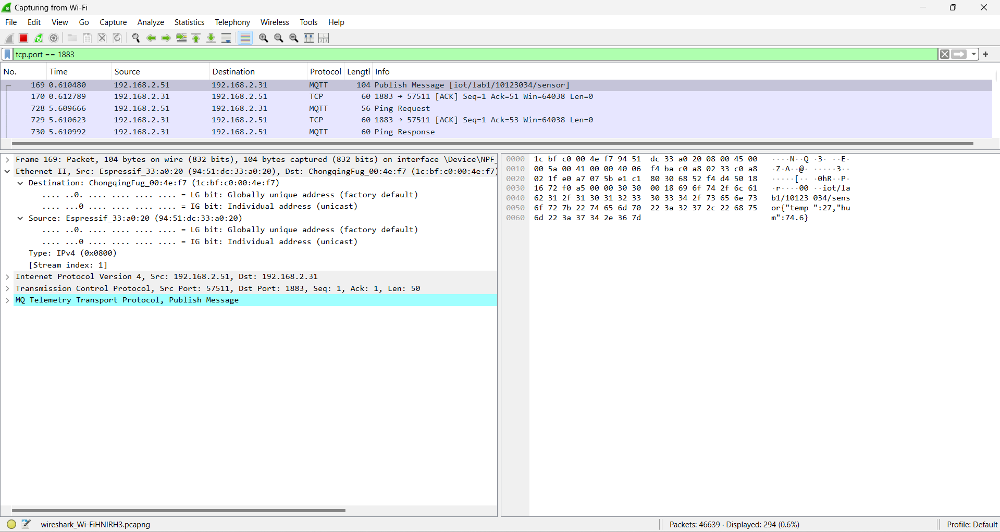 Capturing from Wi-Fi
File Edit View Go Capture Analyze Statistics Telephony Wireless Tools Help
tcp.port == 1883
No. Time Source Destination Protocol Length Info
169 0.610480 192.168.2.51 192.168.2.31 MQTT 104 Publish Message [iot/lab1/10123034/sensor]
170 0.612789 192.168.2.31 192.168.2.51 TCP 60 1883 → 57511 [ACK] Seq=1 Ack=51 Win=64038 Len=0
728 5.609666 192.168.2.51 192.168.2.31 MQTT 56 Ping Request
729 5.610623 192.168.2.31 192.168.2.51 TCP 60 1883 → 57511 [ACK] Seq=1 Ack=53 Win=64038 Len=0
730 5.610992 192.168.2.31 192.168.2.51 MQTT 60 Ping Response
Frame 169: Packet, 104 bytes on wire (832 bits), 104 bytes captured (832 bits) on interface \Device\NPF_
Ethernet II, Src: Espressif_33:a0:20 (94:51:dc:33:a0:20), Dst: ChongqingFug_00:4e:f7 (1c:bf:c0:00:4e:f7)
Destination: ChongqingFug_00:4e:f7 (1c:bf:c0:00:4e:f7)
.... ..0. .... .... .... .... = LG bit: Globally unique address (factory default)
.... ...0 .... .... .... .... = IG bit: Individual address (unicast)
Source: Espressif_33:a0:20 (94:51:dc:33:a0:20)
.... ..0. .... .... .... .... = LG bit: Globally unique address (factory default)
.... ...0 .... .... .... .... = IG bit: Individual address (unicast)
Type: IPv4 (0x0800)
[Stream index: 1]
Internet Protocol Version 4, Src: 192.168.2.51, Dst: 192.168.2.31
Transmission Control Protocol, Src Port: 57511, Dst Port: 1883, Seq: 1, Ack: 1, Len: 50
MQ Telemetry Transport Protocol, Publish Message
0000 1c bf c0 00 4e f7 94 51 dc 33 a0 20 08 00 45 00 ····N··Q ·3· ··E·
0010 00 5a 00 41 00 00 40 06 f4 ba c0 a8 02 33 c0 a8 ·Z·A··@· ·····3··
0020 02 1f e0 a7 07 5b e1 c1 80 30 68 52 f4 d4 50 18 ·····[·· ·0hR··P·
0030 16 72 f0 a5 00 00 30 30 00 18 69 6f 74 2f 6c 61 ·r····00 ··iot/la
0040 62 31 2f 31 30 31 32 33 30 33 34 2f 73 65 6e 73 b1/10123 034/sens
0050 6f 72 7b 22 74 65 6d 70 22 3a 32 37 2c 22 68 75 or{"temp ":27,"hu
0060 6d 22 3a 37 34 2e 36 7d m":74.6}
wireshark_Wi-FiHNIRH3.pcapng Packets: 46639 · Displayed: 294 (0.6%) Profile: Default